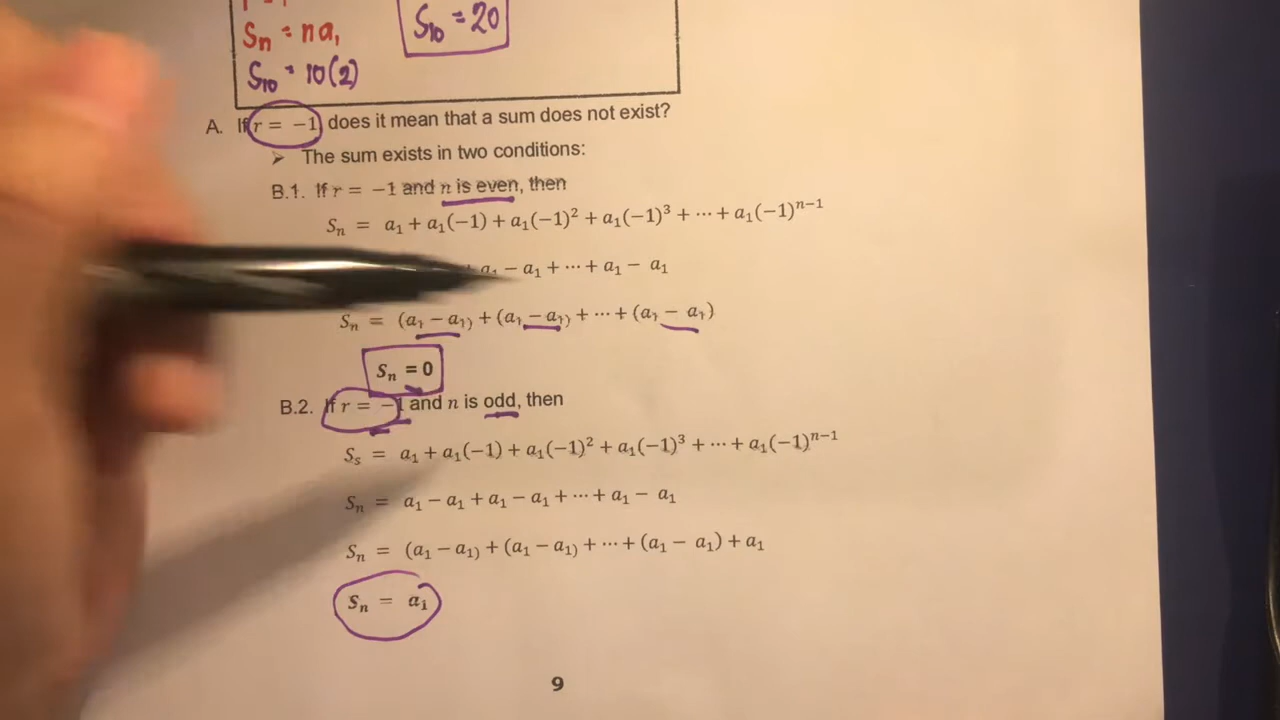 Sn = na₁
S₁₀ = 20
S₁₀ = 10(2)
A. If r = −1, does it mean that a sum does not exist?
➢ The sum exists in two conditions:
B.1. If r = −1 and n is even, then
Sₙ = a₁ + a₁(−1) + a₁(−1)² + a₁(−1)³ + ⋯ + a₁(−1)ⁿ⁻¹
a₁ − a₁ + ⋯ + a₁ − a₁
Sₙ = (a₁ − a₁) + (a₁ − a₁) + ⋯ + (a₁ − a₁)
Sₙ = 0
B.2. If r = −1 and n is odd, then
Sₛ = a₁ + a₁(−1) + a₁(−1)² + a₁(−1)³ + ⋯ + a₁(−1)ⁿ⁻¹
Sₙ = a₁ − a₁ + a₁ − a₁ + ⋯ + a₁ − a₁
Sₙ = (a₁ − a₁) + (a₁ − a₁) + ⋯ + (a₁ − a₁) + a₁
Sₙ = a₁
9